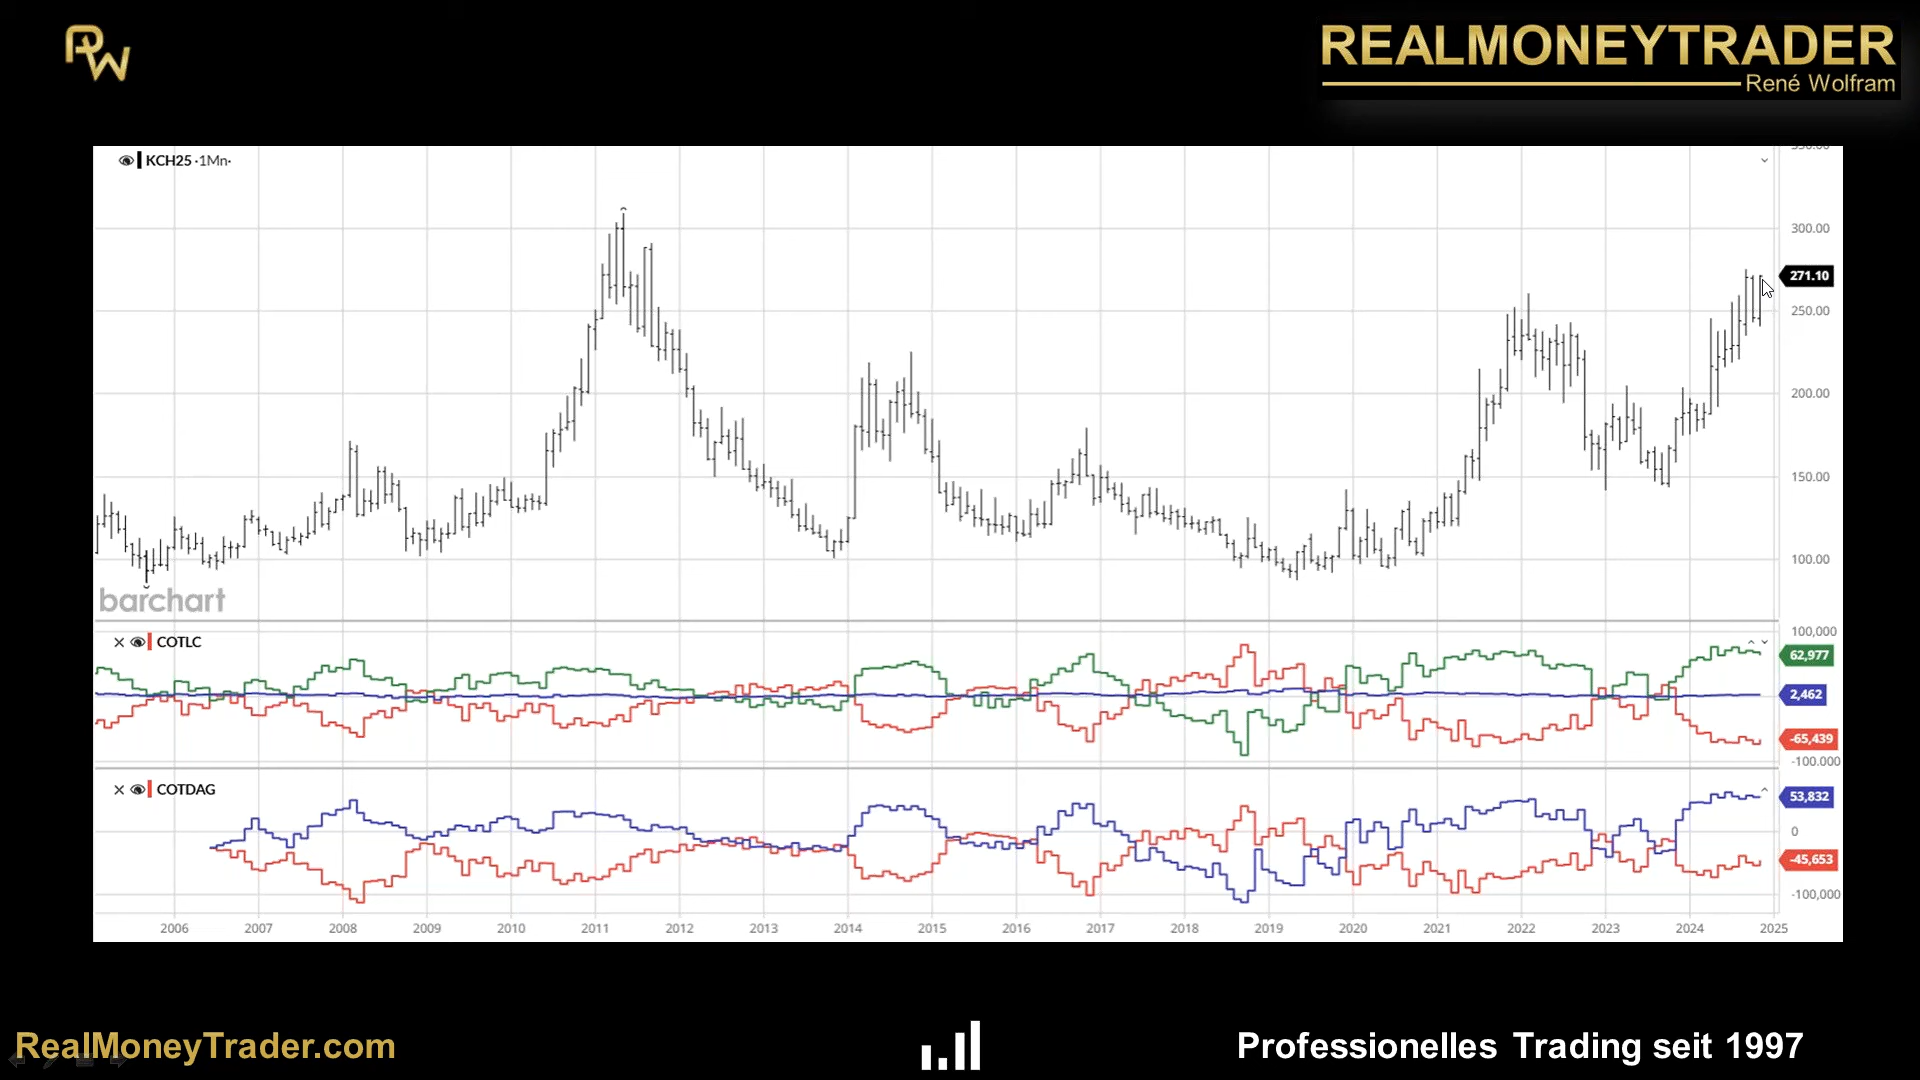 RW
REALMONEYTRADER
René Wolfram
KCH25 ·1Mn·
350.00
300.00
271.10
250.00
200.00
150.00
100.00
barchart
COTLC
100,000
62,977
2,462
-65,439
-100.000
COTDAG
53,832
0
-45,653
-100,000
2006 2007 2008 2009 2010 2011 2012 2013 2014 2015 2016 2017 2018 2019 2020 2021 2022 2023 2024 2025
RealMoneyTrader.com
Professionelles Trading seit 1997